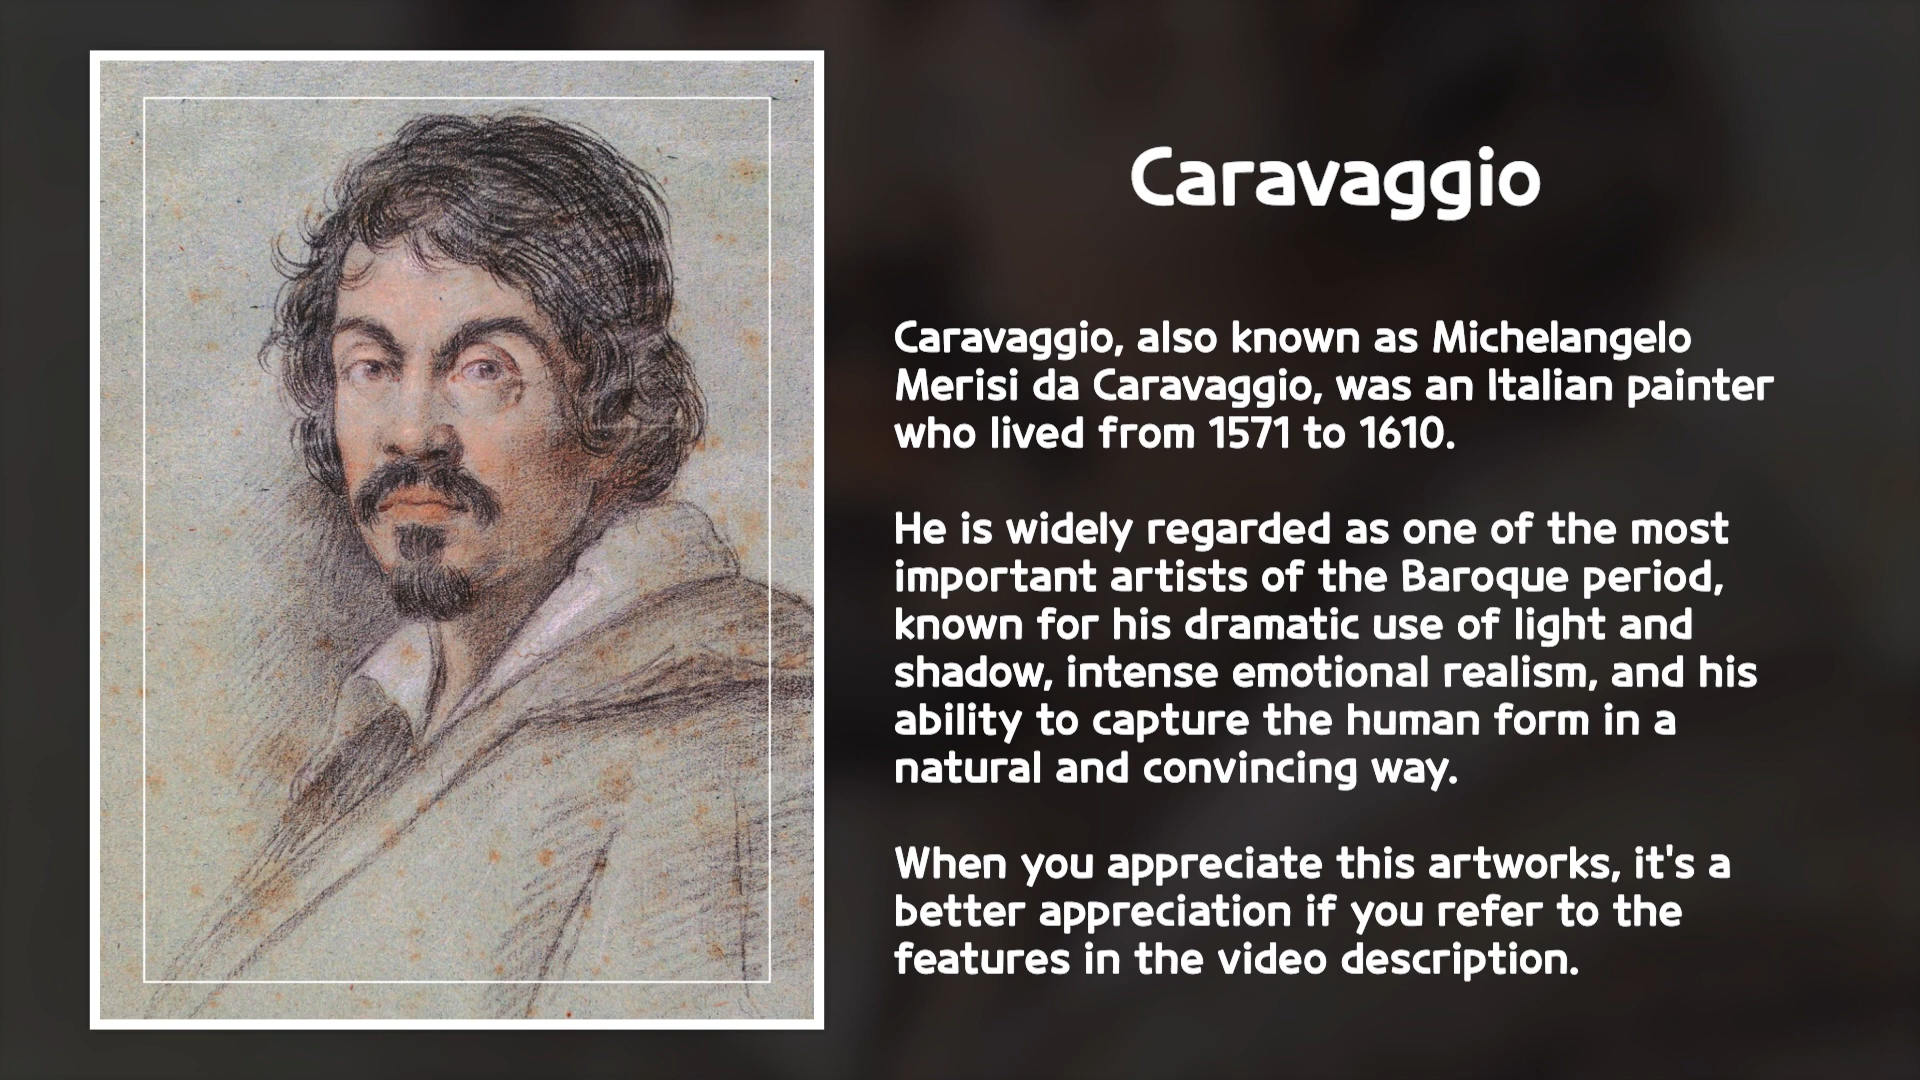 Caravaggio
Caravaggio, also known as Michelangelo
Merisi da Caravaggio, was an Italian painter
who lived from 1571 to 1610.
He is widely regarded as one of the most
important artists of the Baroque period,
known for his dramatic use of light and
shadow, intense emotional realism, and his
ability to capture the human form in a
natural and convincing way.
When you appreciate this artworks, it's a
better appreciation if you refer to the
features in the video description.